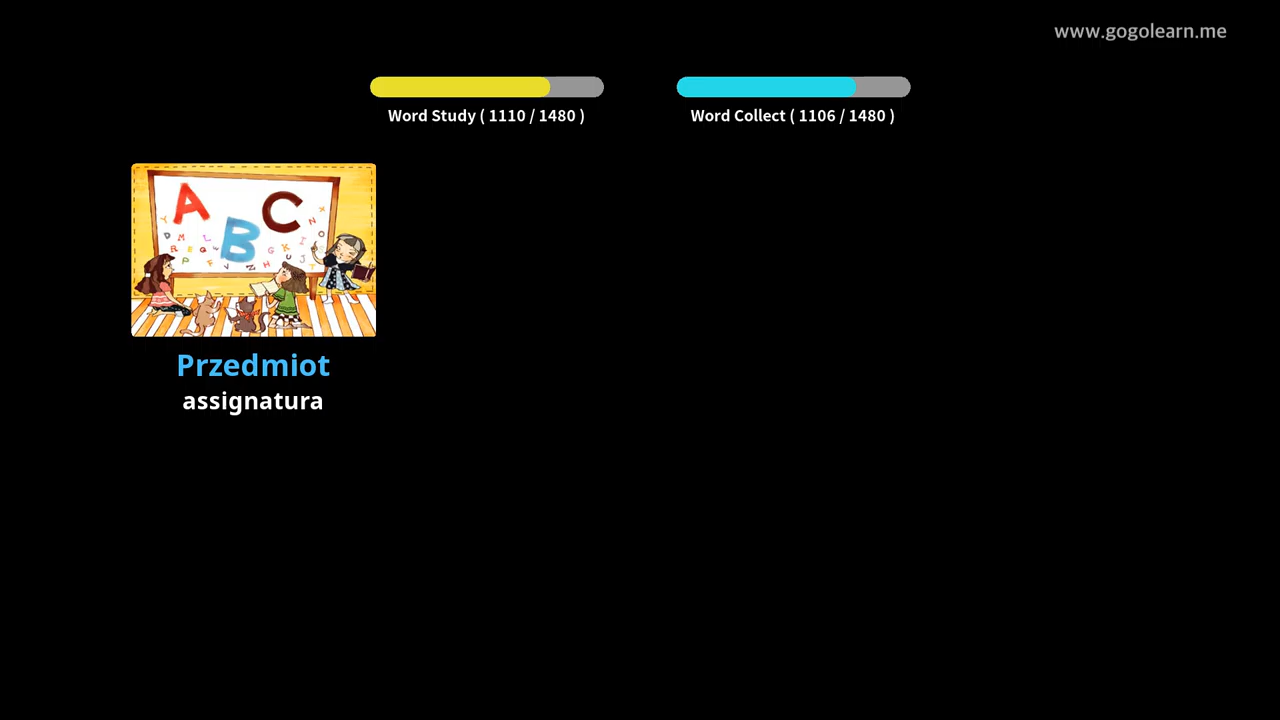 www.gogolearn.me
Word Study ( 1110 / 1480 )
Word Collect ( 1106 / 1480 )
A B C
Przedmiot
assignatura